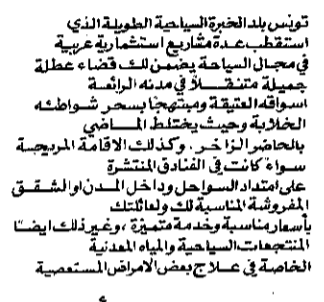 تونس بلد الخبرة السياحية الطويلة الذي
استقطب عدة مشاريع استثمارية عربية
في مجال السياحة يضمن لك قضاء عطلة
جميلة متنقلاً في مدنه الرائعة
اسواقه العتيقة ومبتهجا بسحر شواطئه
الخلابة وحيث يختلط الماضي
بالحاضر الزاخر. وكذلك الاقامة المريحة
سواء كانت في الفنادق المنتشرة
على امتداد السواحل وداخل المدن او الشقق
المفروشة المناسبة لك ولعائلتك
بأسعار مناسبة وخدمة متميزة، وغير ذلك ايضا
المنتجعات السياحية والمياه المعدنية
الخاصة في علاج بعض الامراض المستعصية